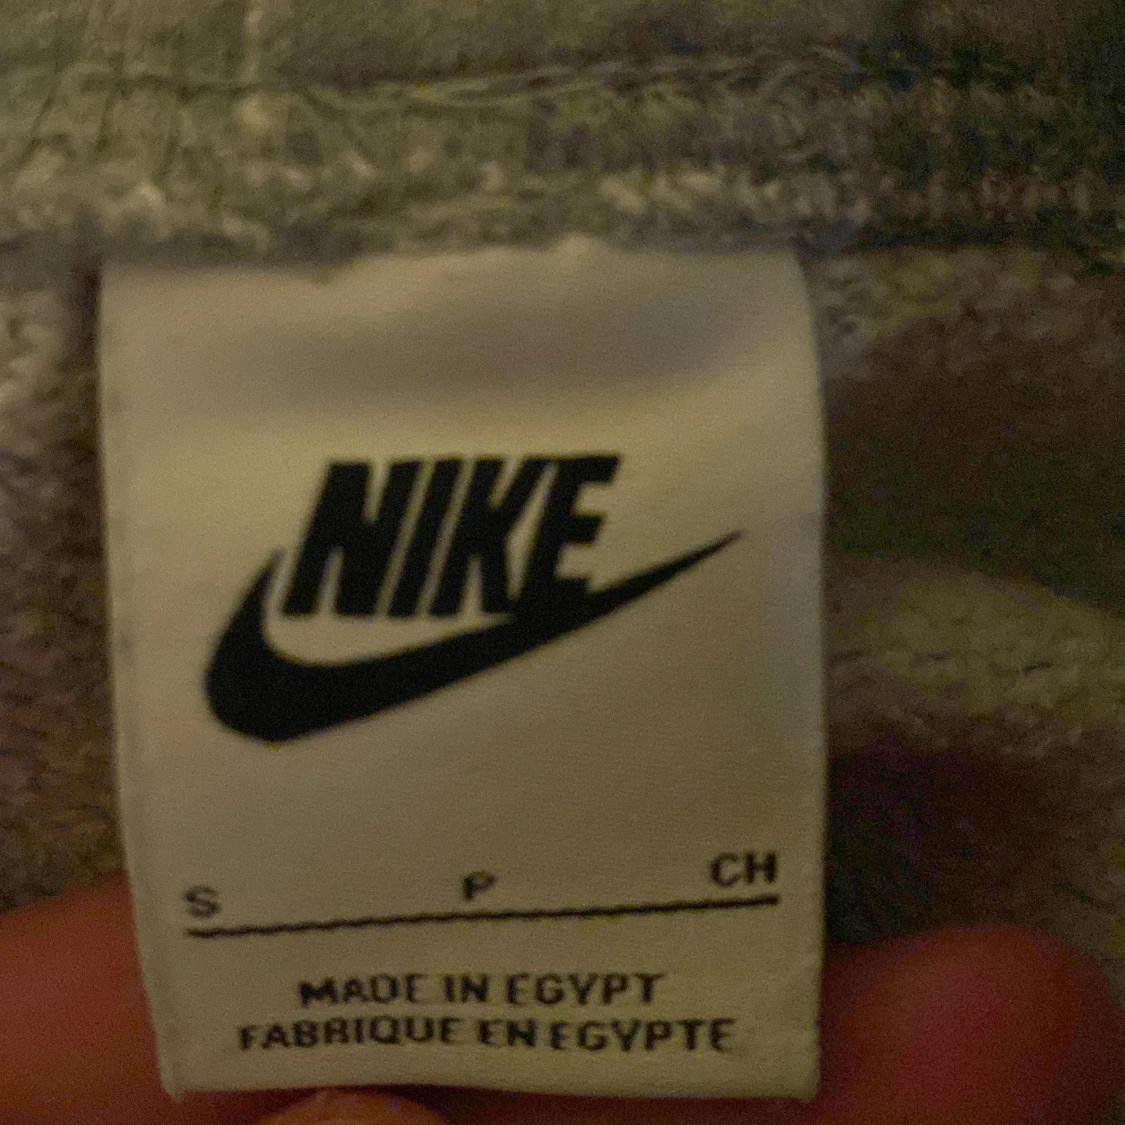 NIKE
S P CH
MADE IN EGYPT
FABRIQUE EN EGYPTE